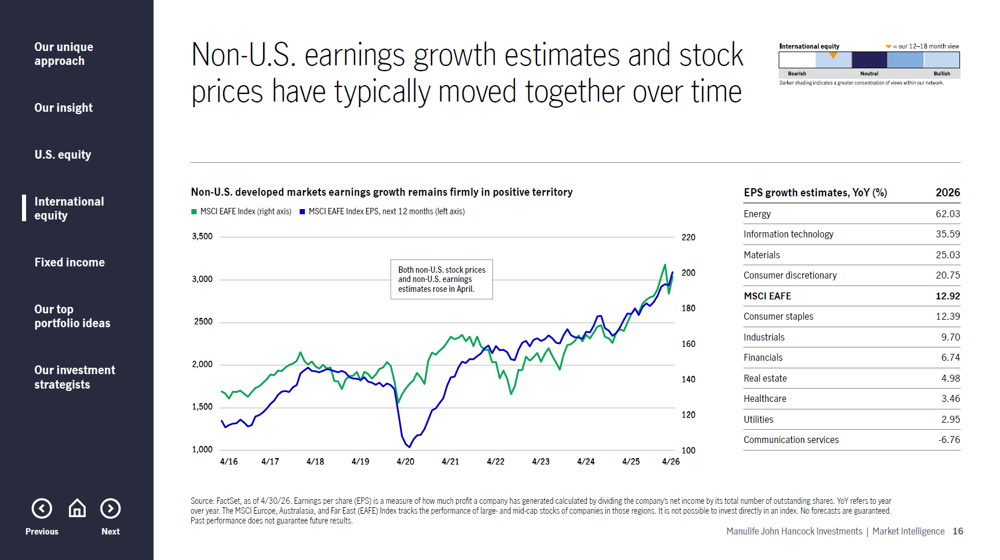 Our unique
approach
Our insight
U.S. equity
International
equity
Fixed income
Our top
portfolio ideas
Our investment
strategists
Previous
Next
Non-U.S. earnings growth estimates and stock
prices have typically moved together over time
International equity
= our 12–18 month view
Bearish
Neutral
Bullish
Darker shading indicates a greater concentration of views within our network.
Non-U.S. developed markets earnings growth remains firmly in positive territory
MSCI EAFE Index (right axis)
MSCI EAFE Index EPS, next 12 months (left axis)
3,500
3,000
2500
2,000
1,500
1,000
Both non-U.S. stock prices
and non-U.S. earnings
estimates rose in April.
220
200
180
160
140
120
100
4/16 4/17 4/18 4/19 4/20 4/21 4/22 4/23 4/24 4/25 4/26
EPS growth estimates, YoY (%) 2026
Energy 62.03
Information technology 35.59
Materials 25.03
Consumer discretionary 20.75
MSCI EAFE 12.92
Consumer staples 12.39
Industrials 9.70
Financials 6.74
Real estate 4.98
Healthcare 3.46
Utilities 2.95
Communication services -6.76
Source: FactSet, as of 4/30/26. Earnings per share (EPS) is a measure of how much profit a company has generated calculated by dividing the company's net income by its total number of outstanding shares. YoY refers to year
over year. The MSCI Europe, Australasia, and Far East (EAFE) Index tracks the performance of large- and mid-cap stocks of companies in those regions. It is not possible to invest directly in an index. No forecasts are guaranteed.
Past performance does not guarantee future results.
Manulife John Hancock Investments | Market Intelligence 16